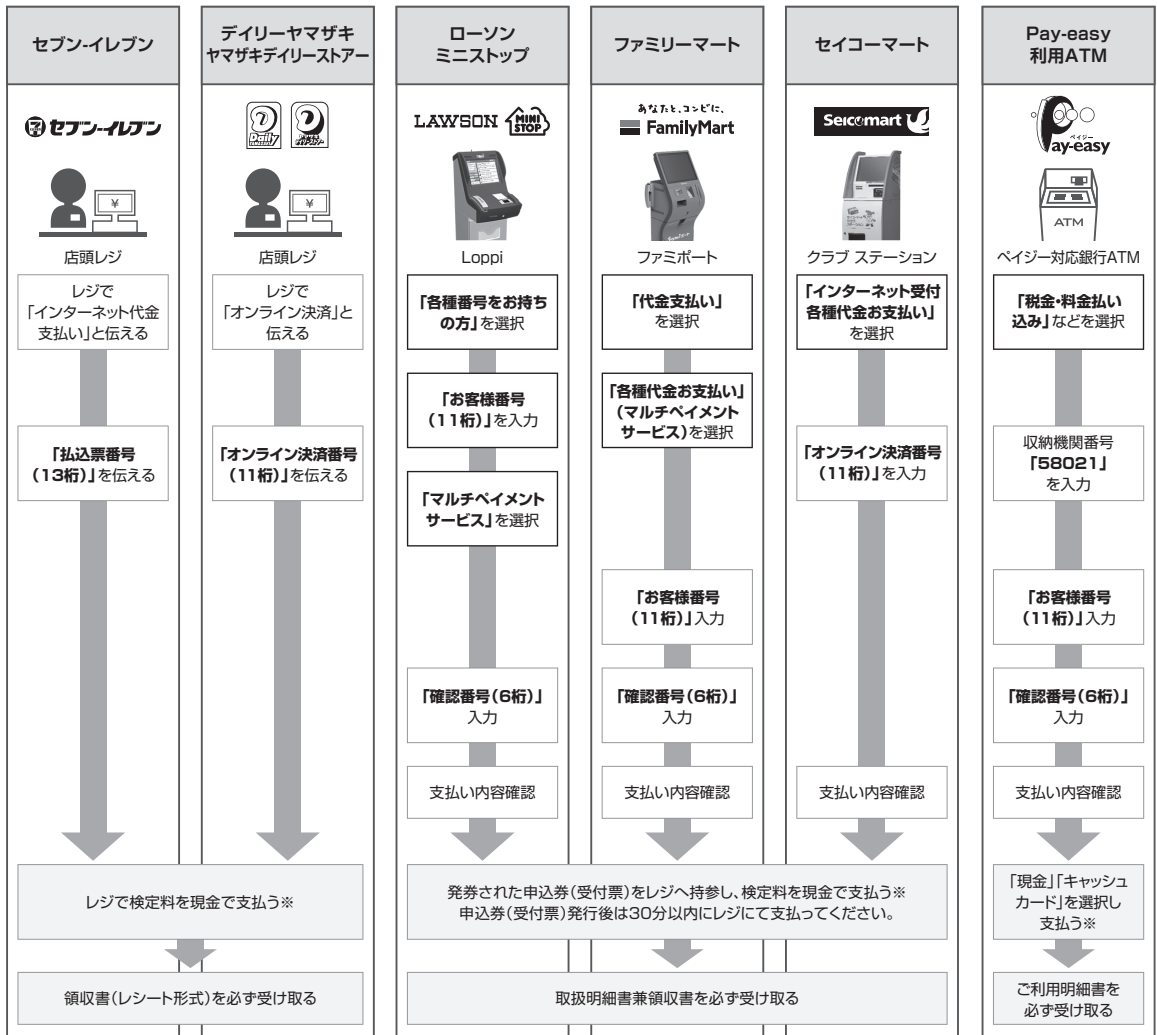 セブン-イレブン
セブン-イレブン
店頭レジ
レジで
「インターネット代金
支払い」と伝える
「払込票番号
(13桁)」を伝える
デイリーヤマザキ
ヤマザキデイリーストアー
Daily
店頭レジ
レジで
「オンライン決済」と
伝える
「オンライン決済番号
(11桁)」を伝える
レジで検定料を現金で支払う※
領収書(レシート形式)を必ず受け取る
ローソン
ミニストップ
LAWSON MINI STOP
Loppi
「各種番号をお持ち
の方」を選択
「お客様番号
(11桁)」を入力
「マルチペイメント
サービス」を選択
「確認番号(6桁)」
入力
支払い内容確認
ファミリーマート
あなたと、コンビに、
FamilyMart
ファミポート
「代金支払い」
を選択
「各種代金お支払い」
(マルチペイメント
サービス)を選択
「お客様番号
(11桁)」入力
「確認番号(6桁)」
入力
支払い内容確認
セイコーマート
Seicomart
クラブ ステーション
「インターネット受付
各種代金お支払い」
を選択
「オンライン決済番号
(11桁)」を入力
支払い内容確認
発券された申込券(受付票)をレジへ持参し、検定料を現金で支払う※
申込券(受付票)発行後は30分以内にレジにて支払ってください。
取扱明細書兼領収書を必ず受け取る
Pay-easy
利用ATM
ペイジー
Pay-easy
ATM
ペイジー対応銀行ATM
「税金・料金払い
込み」などを選択
収納機関番号
「58021」
を入力
「お客様番号
(11桁)」入力
「確認番号(6桁)」
入力
支払い内容確認
「現金」「キャッシュ
カード」を選択し
支払う※
ご利用明細書を
必ず受け取る